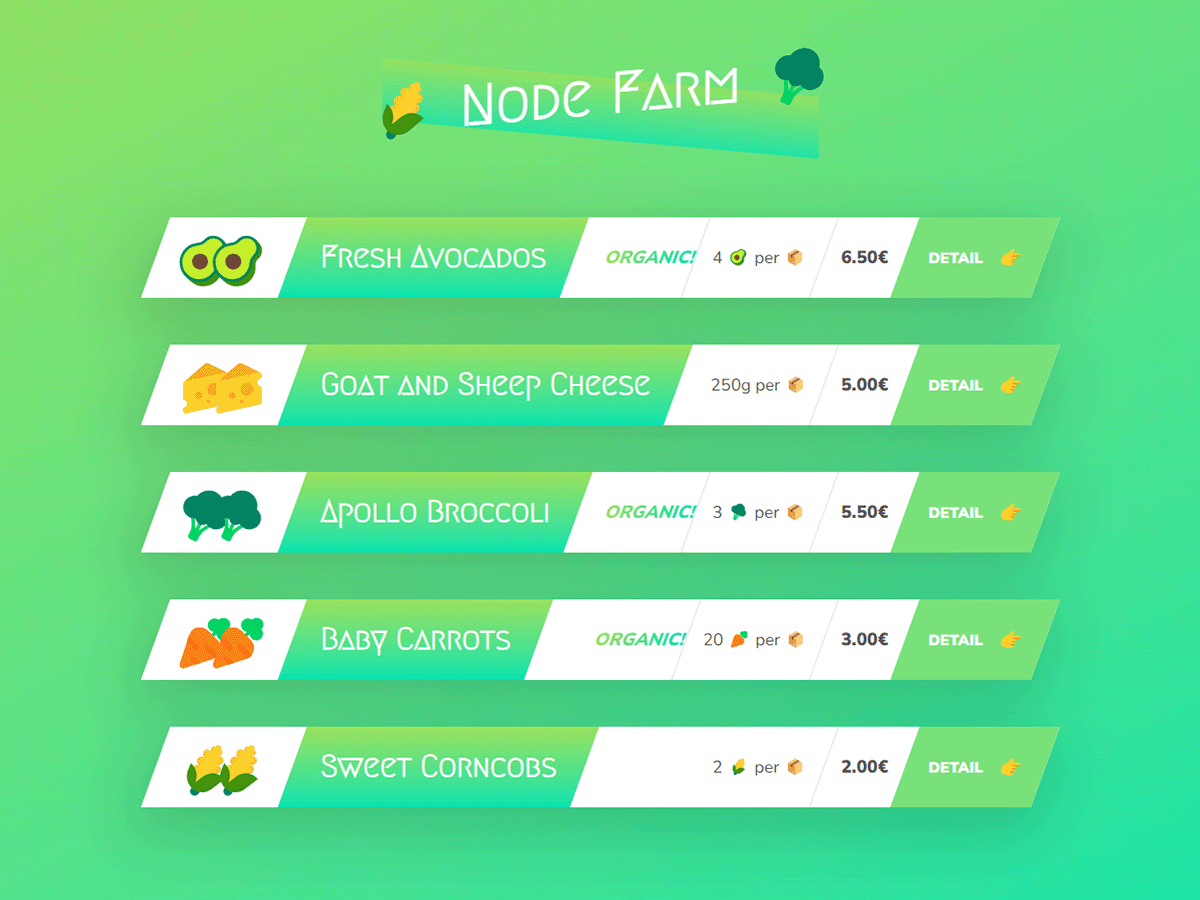 🌽 Node Farm 🥦
Fresh Avocados ORGANIC! 4 🥑 per 📦 6.50€ DETAIL 👉
Goat and Sheep Cheese 250g per 📦 5.00€ DETAIL 👉
Apollo Broccoli ORGANIC! 3 🥦 per 📦 5.50€ DETAIL 👉
Baby Carrots ORGANIC! 20 🥕 per 📦 3.00€ DETAIL 👉
Sweet Corncobs 2 🌽 per 📦 2.00€ DETAIL 👉